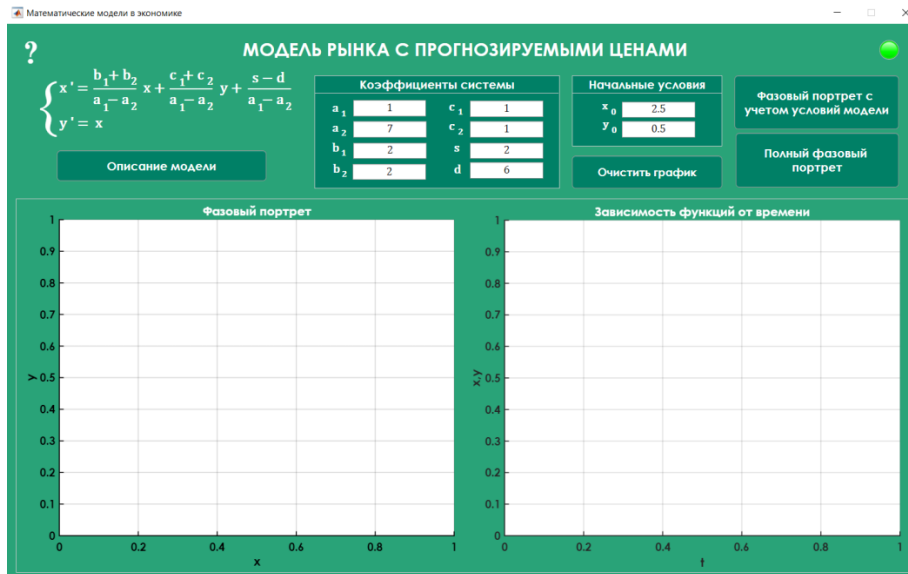 Математические модели в экономике
?
МОДЕЛЬ РЫНКА С ПРОГНОЗИРУЕМЫМИ ЦЕНАМИ
x' = (b₁+ b₂)/(a₁− a₂) x + (c₁+ c₂)/(a₁− a₂) y + (s − d)/(a₁− a₂)
y' = x
Описание модели
Коэффициенты системы
a₁ 1 c₁ 1
a₂ 7 c₂ 1
b₁ 2 s 2
b₂ 2 d 6
Начальные условия
x₀ 2.5
y₀ 0.5
Очистить график
Фазовый портрет с
учетом условий модели
Полный фазовый
портрет
Фазовый портрет
1
0.9
0.8
0.7
0.6
0.5
0.4
0.3
0.2
0.1
0
y
0 0.2 0.4 0.6 0.8 1
x
Зависимость функций от времени
1
0.9
0.8
0.7
0.6
0.5
0.4
0.3
0.2
0.1
0
x,y
0 0.2 0.4 0.6 0.8 1
t